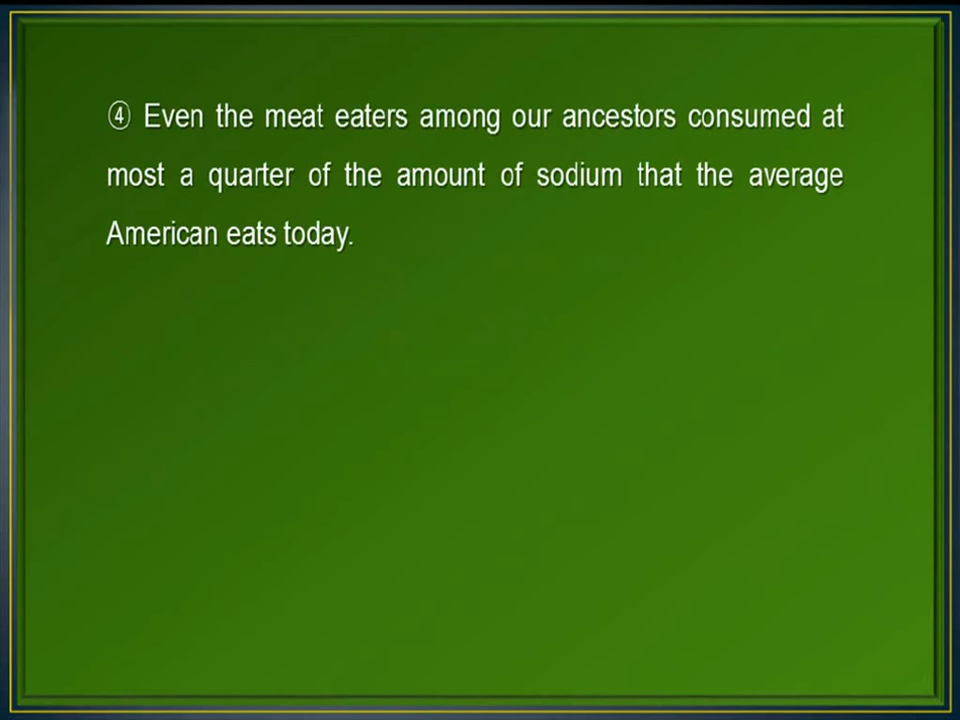 ④ Even the meat eaters among our ancestors consumed at
most a quarter of the amount of sodium that the average
American eats today.